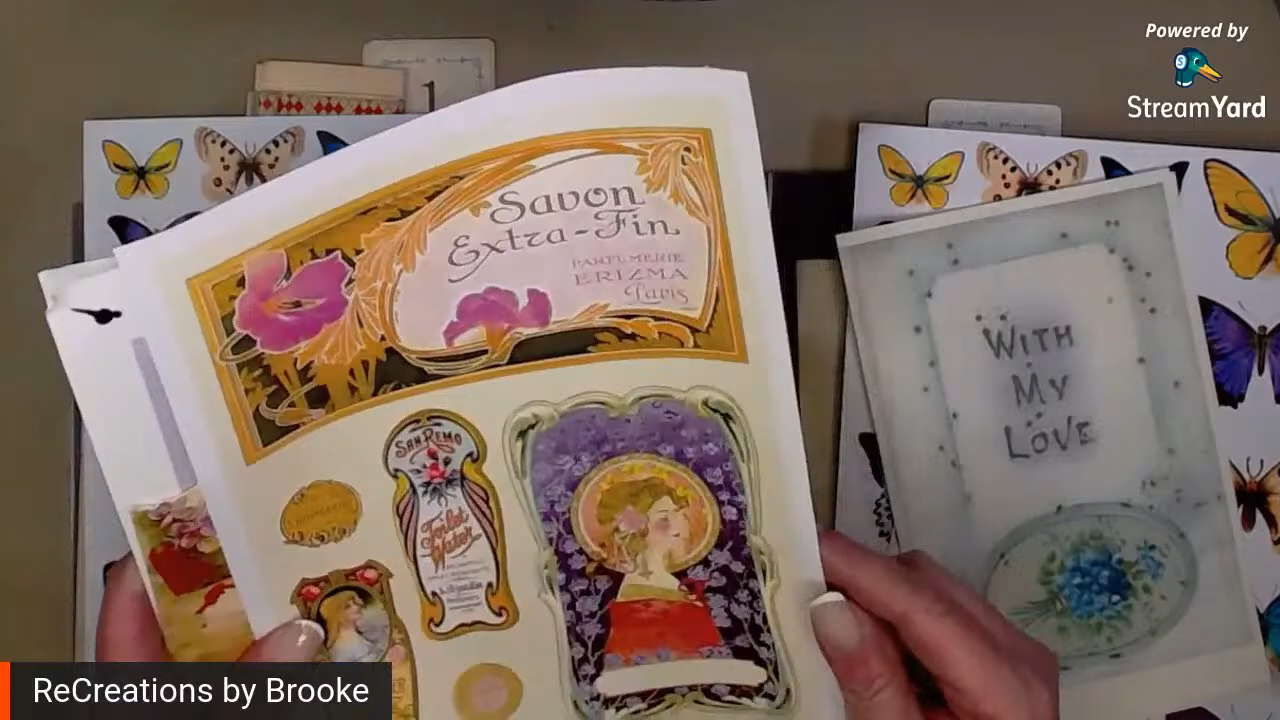 Powered by
StreamYard
Savon
Extra-Fin
PARFUMERIE
ERIZMA
Paris
WITH
MY
LOVE
SAN REMO
Toilet
Water
ReCreations by Brooke